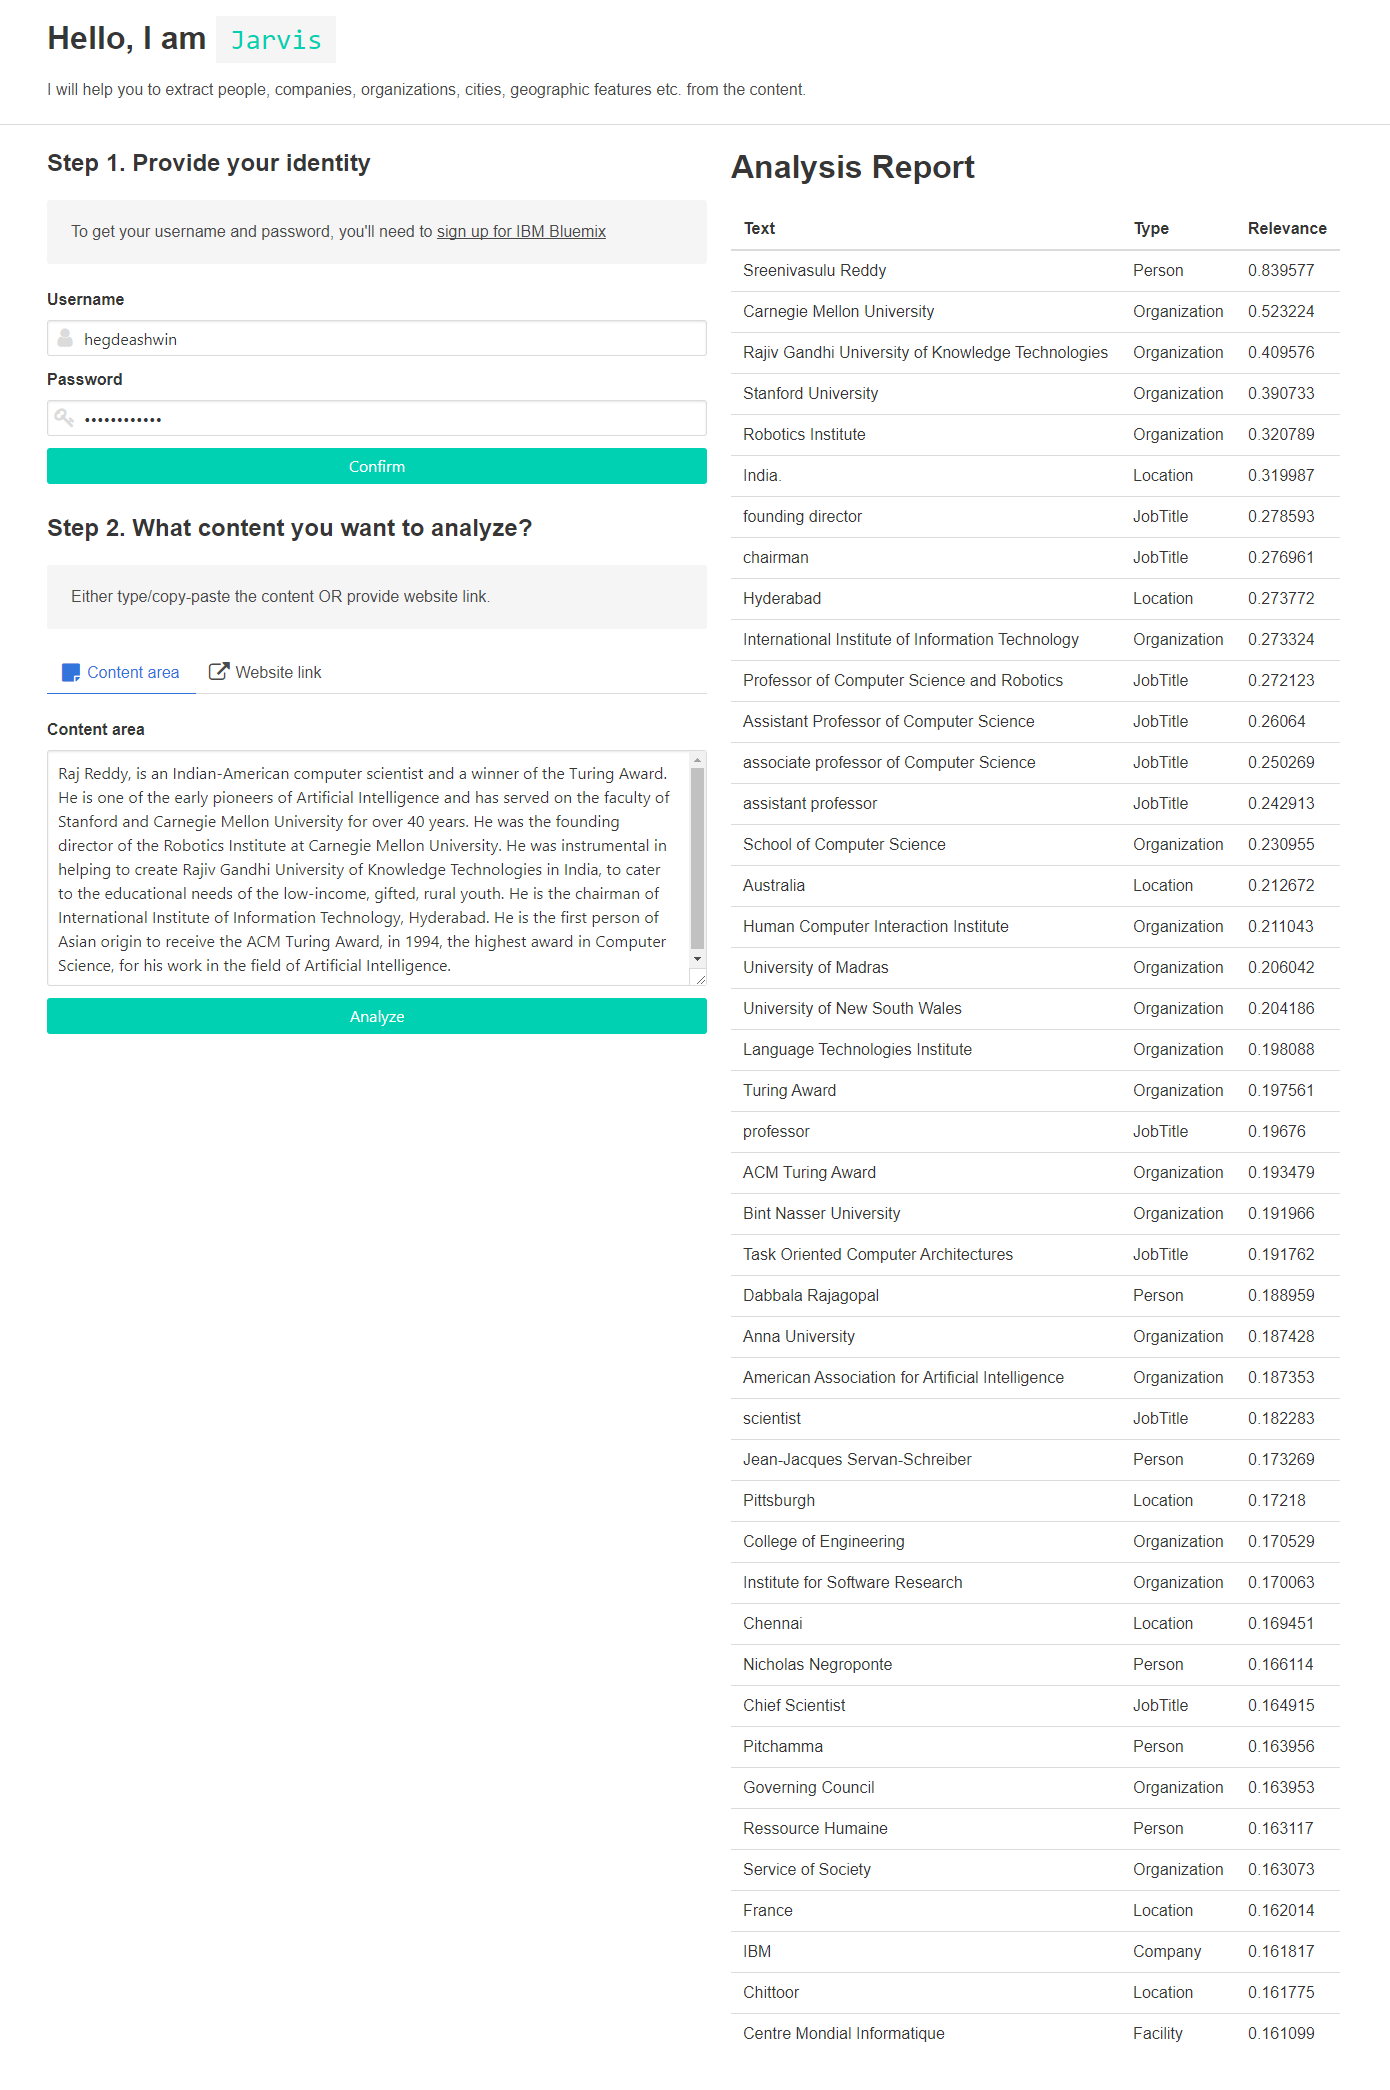 Hello, I am Jarvis
I will help you to extract people, companies, organizations, cities, geographic features etc. from the content.
Step 1. Provide your identity
To get your username and password, you'll need to sign up for IBM Bluemix
Username
hegdeashwin
Password
••••••••••••
Confirm
Step 2. What content you want to analyze?
Either type/copy-paste the content OR provide website link.
Content area Website link
Content area
Raj Reddy, is an Indian-American computer scientist and a winner of the Turing Award.
He is one of the early pioneers of Artificial Intelligence and has served on the faculty of
Stanford and Carnegie Mellon University for over 40 years. He was the founding
director of the Robotics Institute at Carnegie Mellon University. He was instrumental in
helping to create Rajiv Gandhi University of Knowledge Technologies in India, to cater
to the educational needs of the low-income, gifted, rural youth. He is the chairman of
International Institute of Information Technology, Hyderabad. He is the first person of
Asian origin to receive the ACM Turing Award, in 1994, the highest award in Computer
Science, for his work in the field of Artificial Intelligence.
Analyze
Analysis Report
Text Type Relevance
Sreenivasulu Reddy Person 0.839577
Carnegie Mellon University Organization 0.523224
Rajiv Gandhi University of Knowledge Technologies Organization 0.409576
Stanford University Organization 0.390733
Robotics Institute Organization 0.320789
India. Location 0.319987
founding director JobTitle 0.278593
chairman JobTitle 0.276961
Hyderabad Location 0.273772
International Institute of Information Technology Organization 0.273324
Professor of Computer Science and Robotics JobTitle 0.272123
Assistant Professor of Computer Science JobTitle 0.26064
associate professor of Computer Science JobTitle 0.250269
assistant professor JobTitle 0.242913
School of Computer Science Organization 0.230955
Australia Location 0.212672
Human Computer Interaction Institute Organization 0.211043
University of Madras Organization 0.206042
University of New South Wales Organization 0.204186
Language Technologies Institute Organization 0.198088
Turing Award Organization 0.197561
professor JobTitle 0.19676
ACM Turing Award Organization 0.193479
Bint Nasser University Organization 0.191966
Task Oriented Computer Architectures JobTitle 0.191762
Dabbala Rajagopal Person 0.188959
Anna University Organization 0.187428
American Association for Artificial Intelligence Organization 0.187353
scientist JobTitle 0.182283
Jean-Jacques Servan-Schreiber Person 0.173269
Pittsburgh Location 0.17218
College of Engineering Organization 0.170529
Institute for Software Research Organization 0.170063
Chennai Location 0.169451
Nicholas Negroponte Person 0.166114
Chief Scientist JobTitle 0.164915
Pitchamma Person 0.163956
Governing Council Organization 0.163953
Ressource Humaine Person 0.163117
Service of Society Organization 0.163073
France Location 0.162014
IBM Company 0.161817
Chittoor Location 0.161775
Centre Mondial Informatique Facility 0.161099